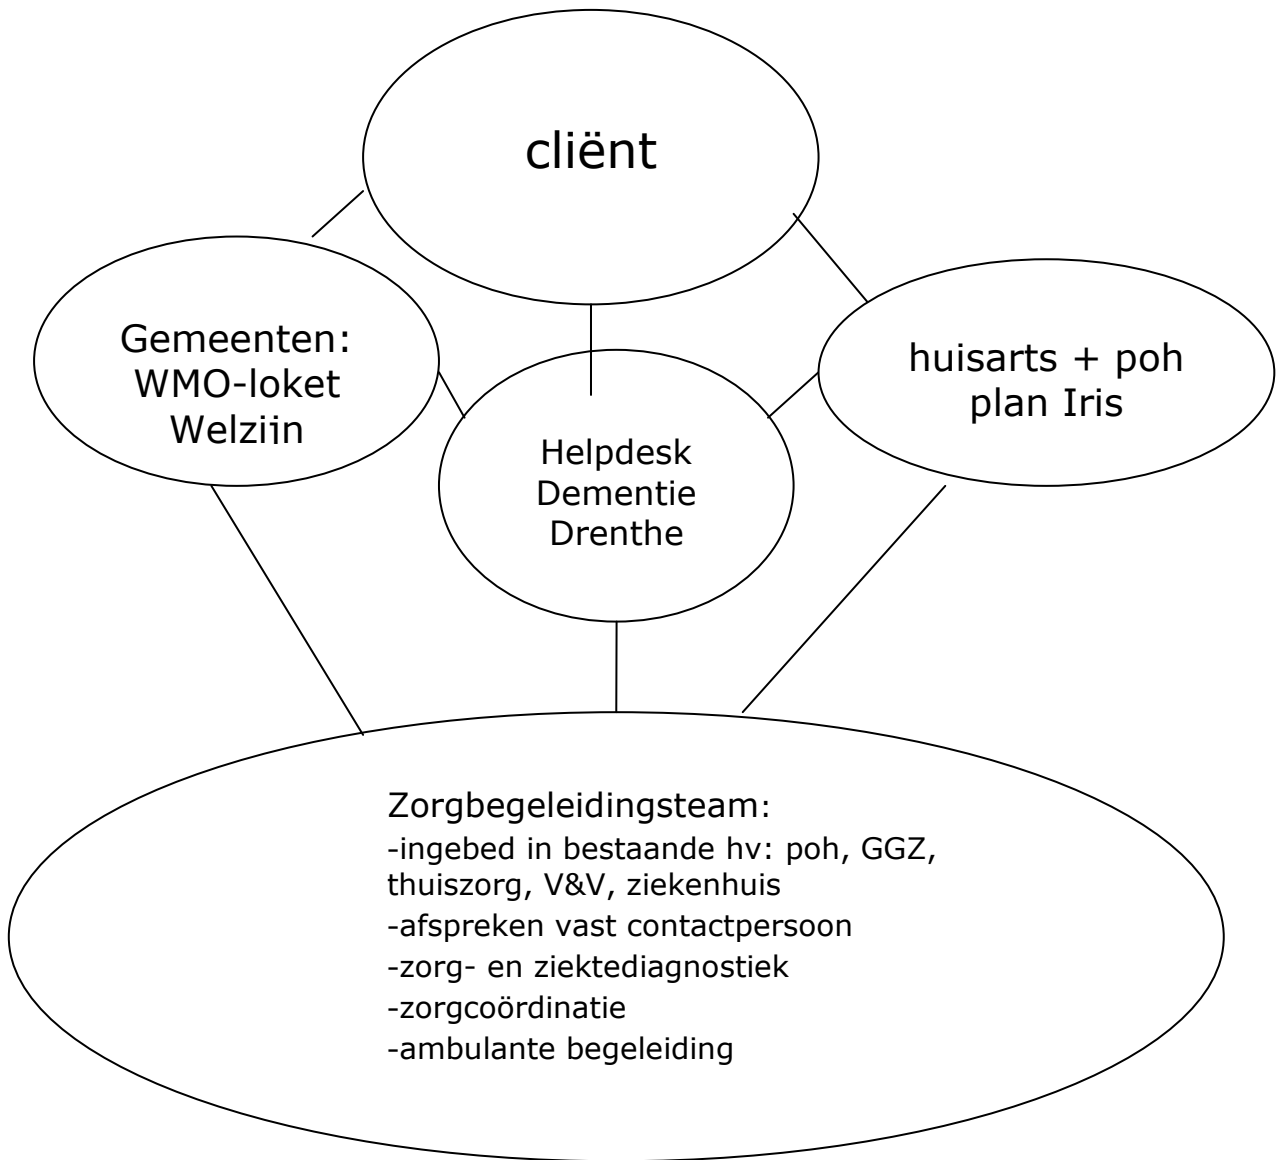 cliënt
Gemeenten:
WMO-loket
Welzijn
huisarts + poh
plan Iris
Helpdesk
Dementie
Drenthe
Zorgbegeleidingsteam:
-ingebed in bestaande hv: poh, GGZ,
thuiszorg, V&V, ziekenhuis
-afspreken vast contactpersoon
-zorg- en ziektediagnostiek
-zorgcoördinatie
-ambulante begeleiding